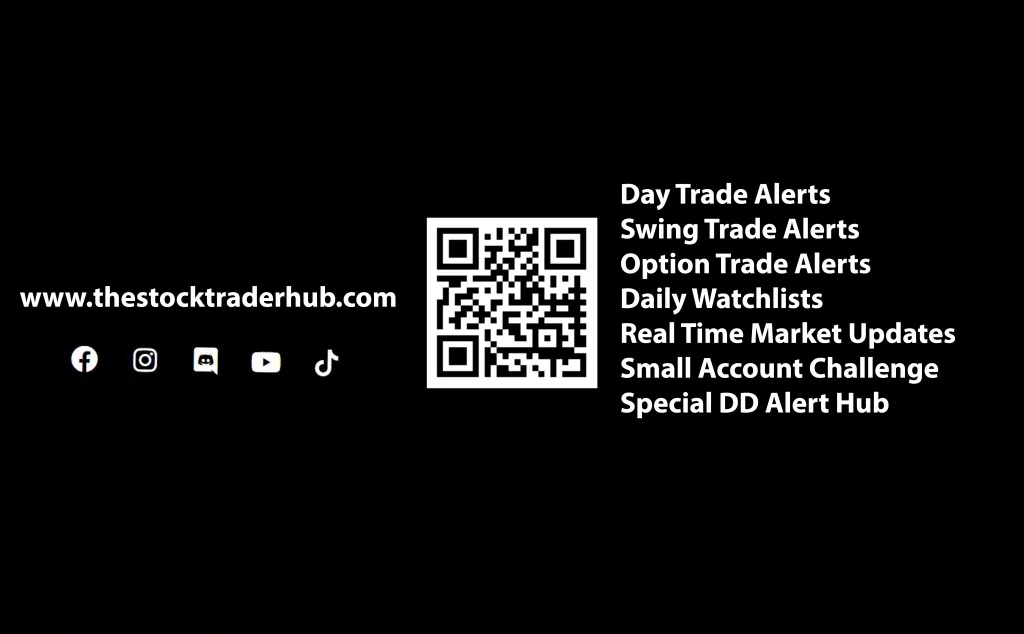 www.thestocktraderhub.com
Day Trade Alerts
Swing Trade Alerts
Option Trade Alerts
Daily Watchlists
Real Time Market Updates
Small Account Challenge
Special DD Alert Hub